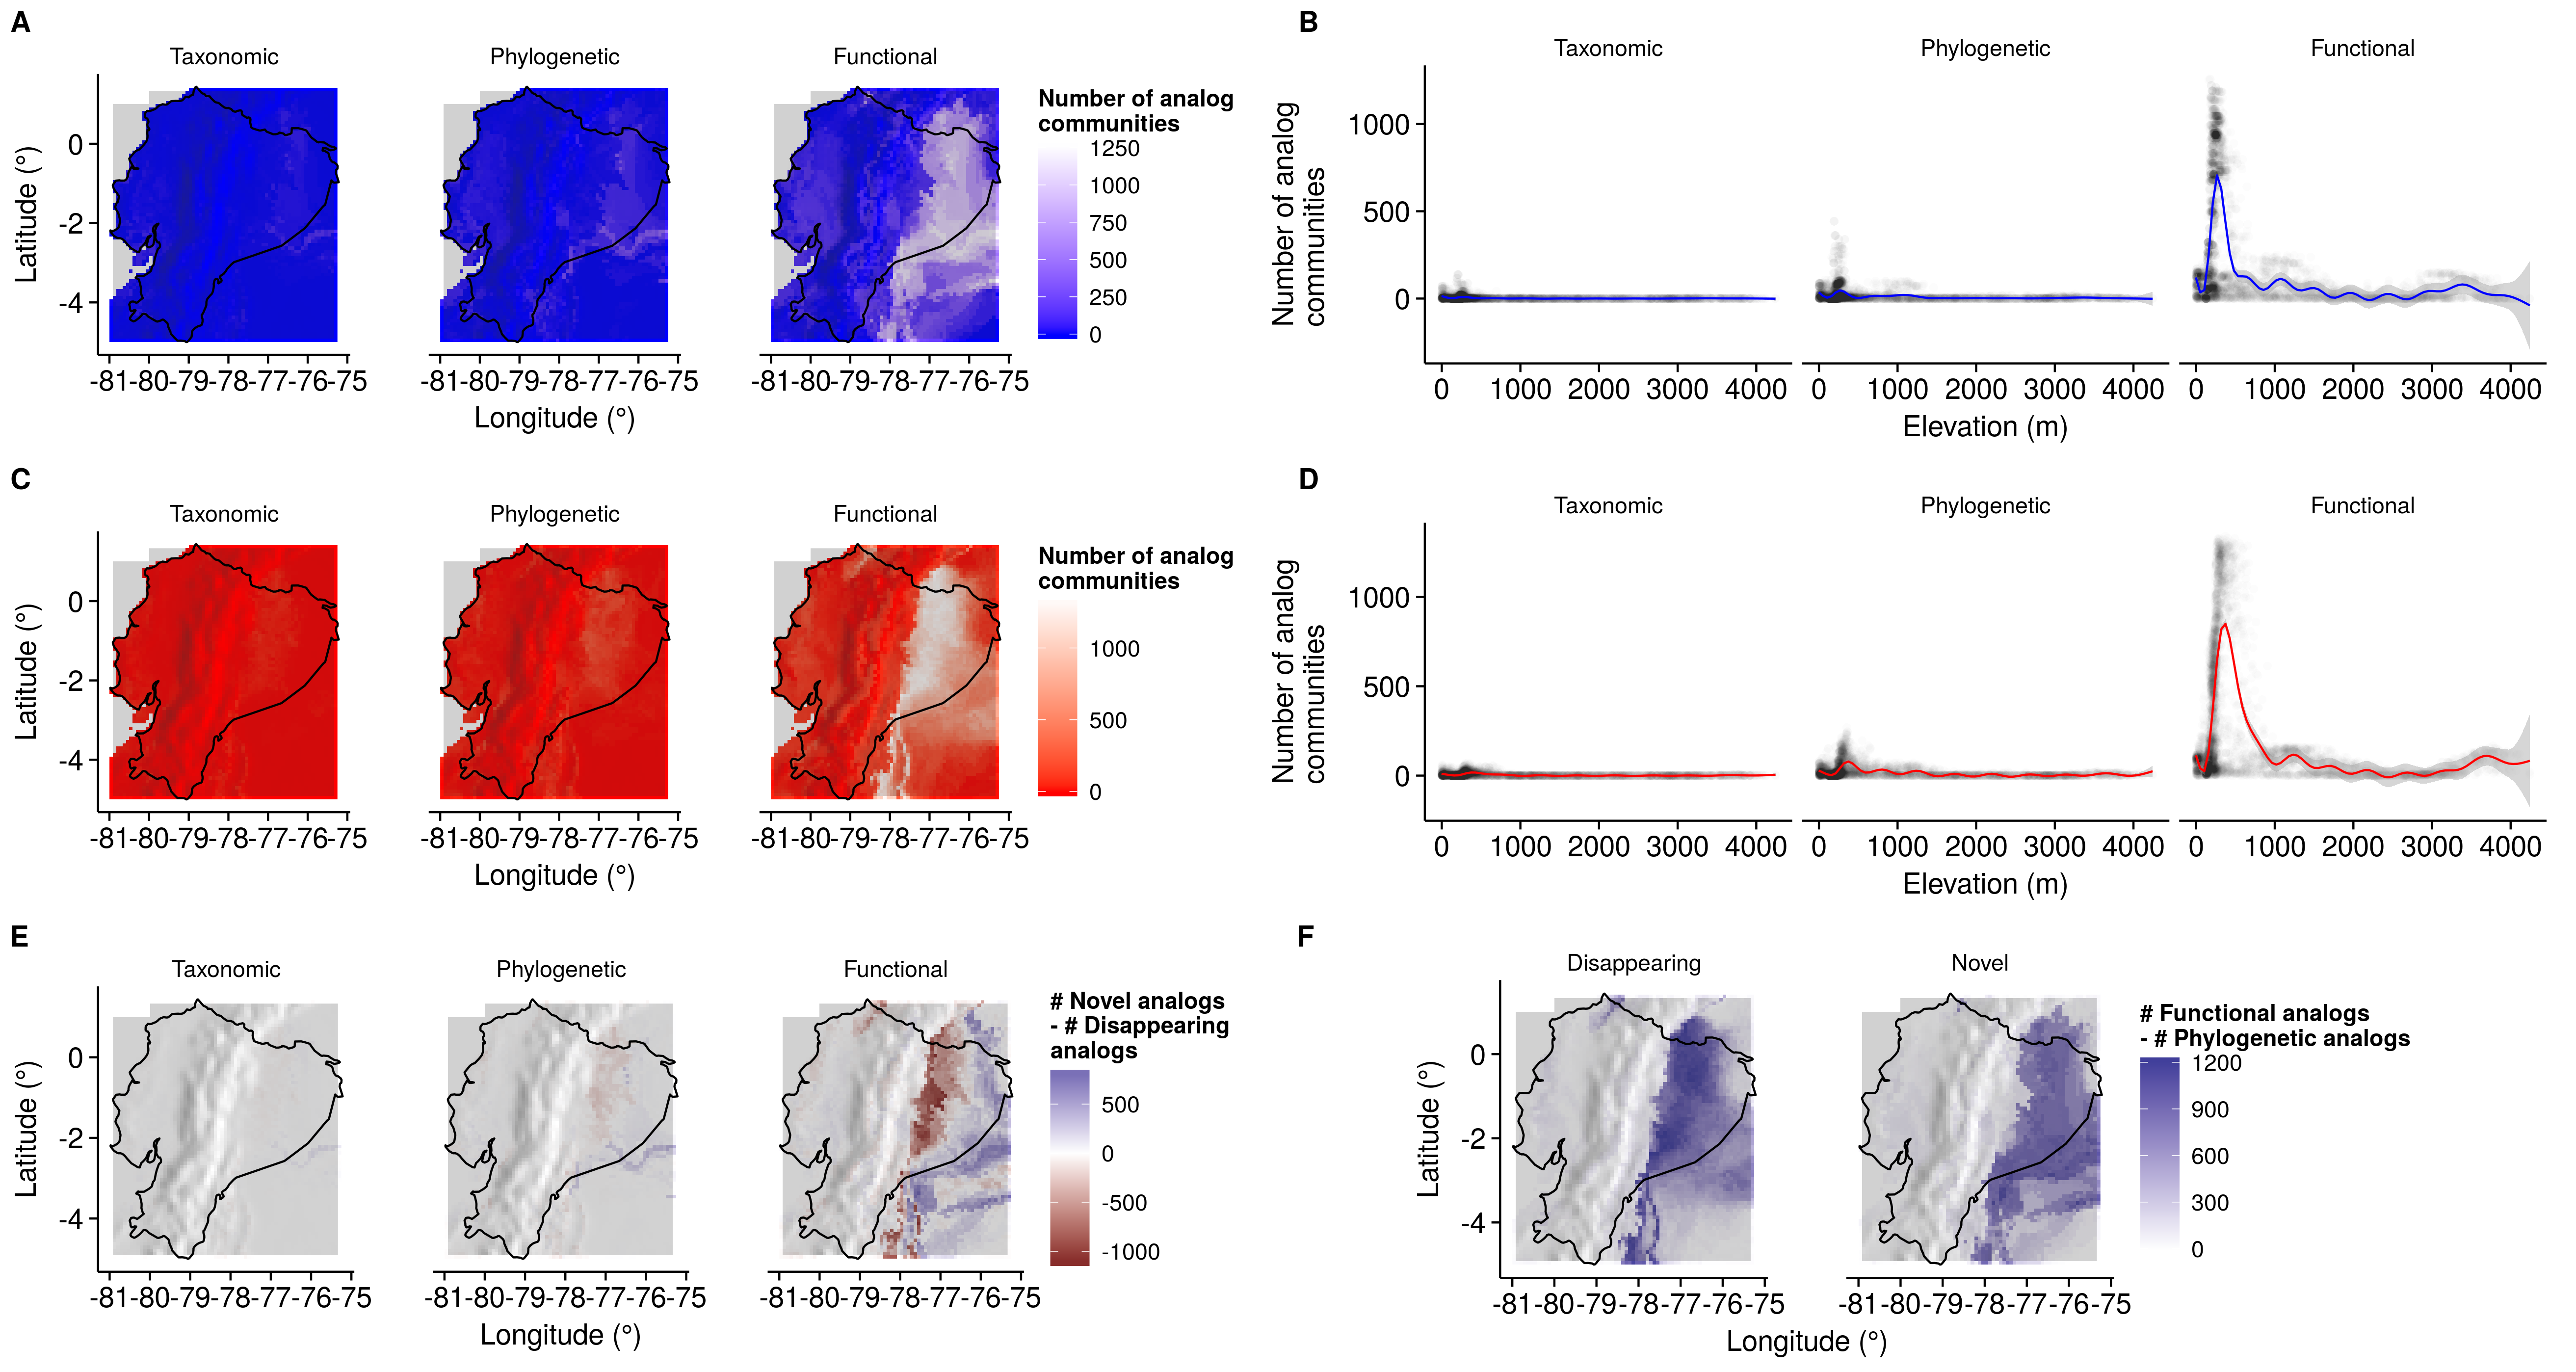 A
Taxonomic Phylogenetic Functional
Number of analog
communities
1250
1000
750
500
250
0
Latitude (°)
0
-2
-4
-81-80-79-78-77-76-75 -81-80-79-78-77-76-75 -81-80-79-78-77-76-75
Longitude (°)
B
Taxonomic Phylogenetic Functional
Number of analog
communities
1000
500
0
0 1000 2000 3000 4000 0 1000 2000 3000 4000 0 1000 2000 3000 4000
Elevation (m)
C
Taxonomic Phylogenetic Functional
Number of analog
communities
1000
500
0
Latitude (°)
0
-2
-4
-81-80-79-78-77-76-75 -81-80-79-78-77-76-75 -81-80-79-78-77-76-75
Longitude (°)
D
Taxonomic Phylogenetic Functional
Number of analog
communities
1000
500
0
0 1000 2000 3000 4000 0 1000 2000 3000 4000 0 1000 2000 3000 4000
Elevation (m)
E
Taxonomic Phylogenetic Functional
# Novel analogs
- # Disappearing
analogs
500
0
-500
-1000
Latitude (°)
0
-2
-4
-81-80-79-78-77-76-75 -81-80-79-78-77-76-75 -81-80-79-78-77-76-75
Longitude (°)
F
Disappearing Novel
# Functional analogs
- # Phylogenetic analogs
1200
900
600
300
0
Latitude (°)
0
-2
-4
-81-80-79-78-77-76-75 -81-80-79-78-77-76-75
Longitude (°)